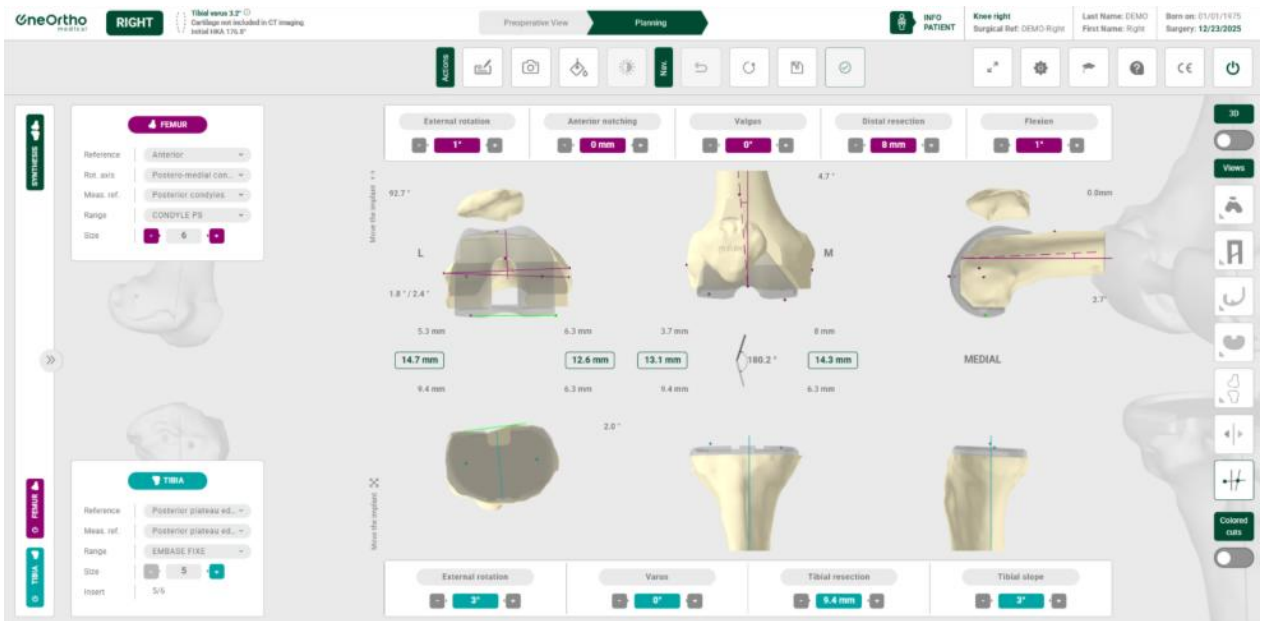 OneOrtho
medical
RIGHT
Tibial varus 3.2°
Cartilage not included in CT imaging
Initial HKA 176.8°
Preoperative View
Planning
INFO
PATIENT
Knee right
Surgical Ref: DEMO-Right
Last Name: DEMO
First Name: Right
Born on: 01/01/1975
Surgery: 12/23/2025
Actions
Nav.
CE
SYNTHESIS
FEMUR
Reference Anterior
Rot. axis Postero-medial con...
Meas. ref. Posterior condyles
Range CONDYLE PS
Size - 6 +
External rotation
- 1° +
Anterior notching
- 0 mm +
Valgus
- 0° +
Distal resection
- 8 mm +
Flexion
- 1° +
3D
Views
Move the implant
92.7°
4.7°
0.0mm
L
M
1.8°/2.4°
2.7°
5.3 mm
6.3 mm
3.7 mm
8 mm
14.7 mm
12.6 mm
13.1 mm
180.2°
14.3 mm
MEDIAL
9.4 mm
6.3 mm
9.4 mm
6.3 mm
2.0°
TIBIA
Reference Posterior plateau ed...
Meas. ref. Posterior plateau ed...
Range EMBASE FIXE
Size - 5 +
Insert 5/6
FEMUR
TIBIA
Move the implant
External rotation
- 3° +
Varus
- 0° +
Tibial resection
- 9.4 mm +
Tibial slope
- 3° +
Colored
cuts